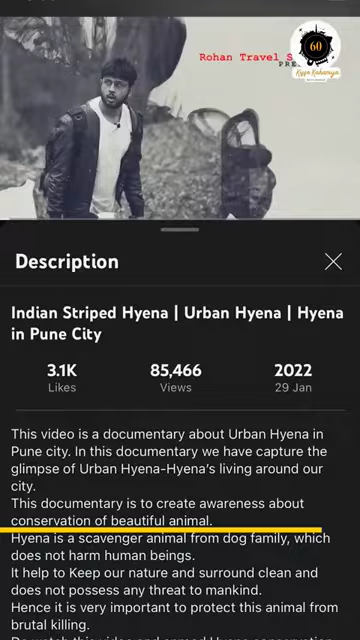 Rohan Travel S
PRE
60
Kissa Kahaniya
Description
Indian Striped Hyena | Urban Hyena | Hyena
in Pune City
3.1K
85,466
2022
Likes
Views
29 Jan
This video is a documentary about Urban Hyena in
Pune city. In this documentary we have capture the
glimpse of Urban Hyena-Hyena's living around our
city.
This documentary is to create awareness about
conservation of beautiful animal.
Hyena is a scavenger animal from dog family, which
does not harm human beings.
It help to Keep our nature and surround clean and
does not possess any threat to mankind.
Hence it is very important to protect this animal from
brutal killing.